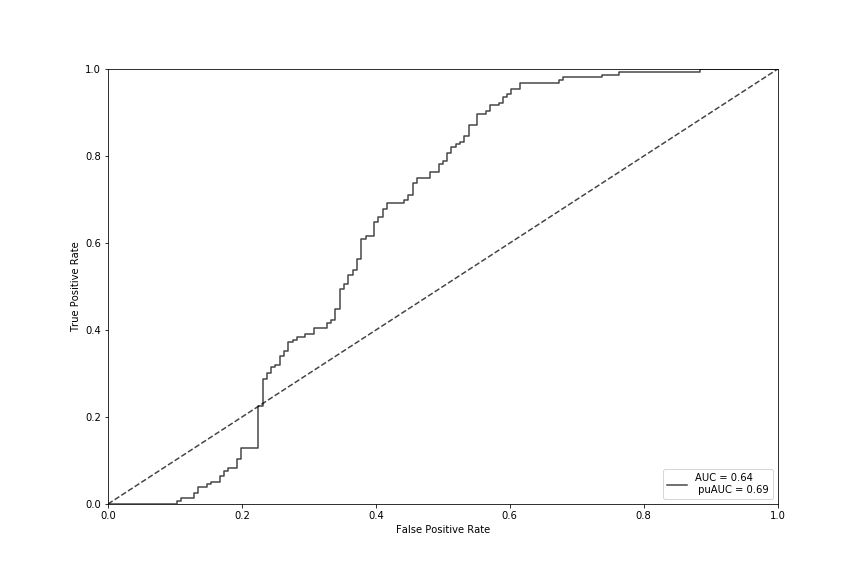 1.0
0.8
0.6
0.4
0.2
0.0
True Positive Rate
0.0 0.2 0.4 0.6 0.8 1.0
False Positive Rate
AUC = 0.64
puAUC = 0.69